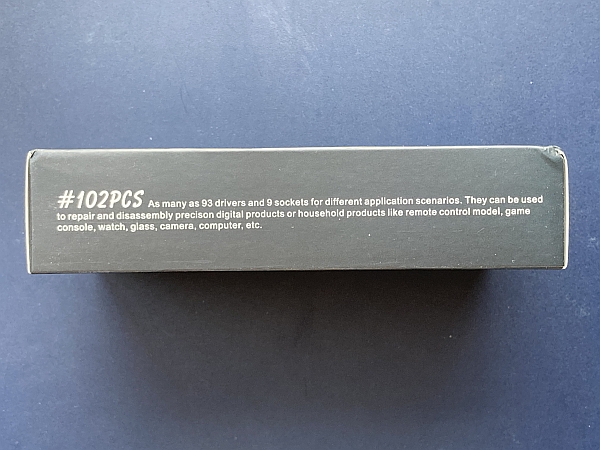 #102PCS As many as 93 drivers and 9 sockets for different application scenarios. They can be used
to repair and disassembly precison digital products or household products like remote control model, game
console, watch, glass, camera, computer, etc.